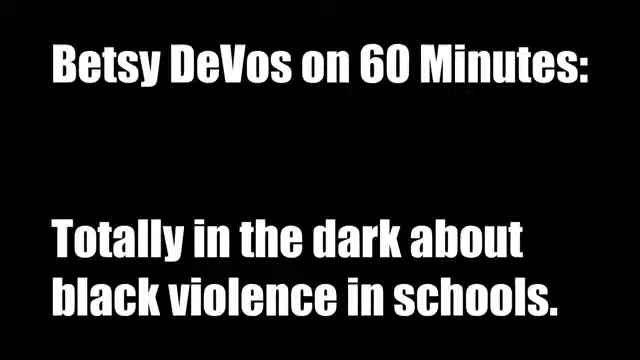 Betsy DeVos on 60 Minutes:
Totally in the dark about
black violence in schools.